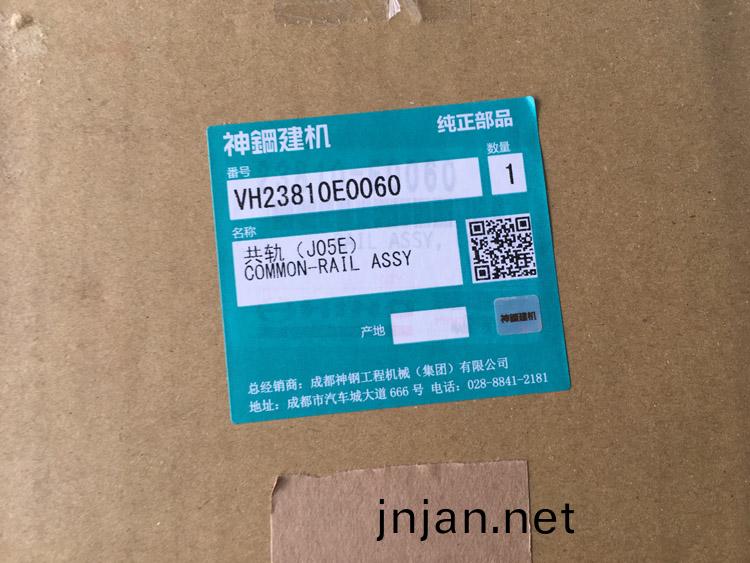 神鋼建机
纯正部品
番号
数量
VH23810E0060
1
名称
共轨（J05E）
COMMON-RAIL ASSY
产地
神鋼建机
总经销商：成都神钢工程机械（集团）有限公司
地址：成都市汽车城大道 666 号 电话：028-8841-2181
jnjan.net